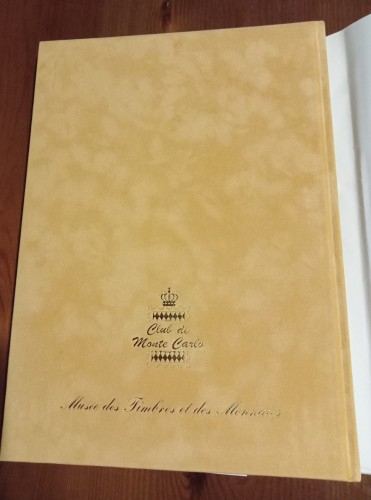 Club de
Monte Carlo
Musée des Timbres et des Monnaies